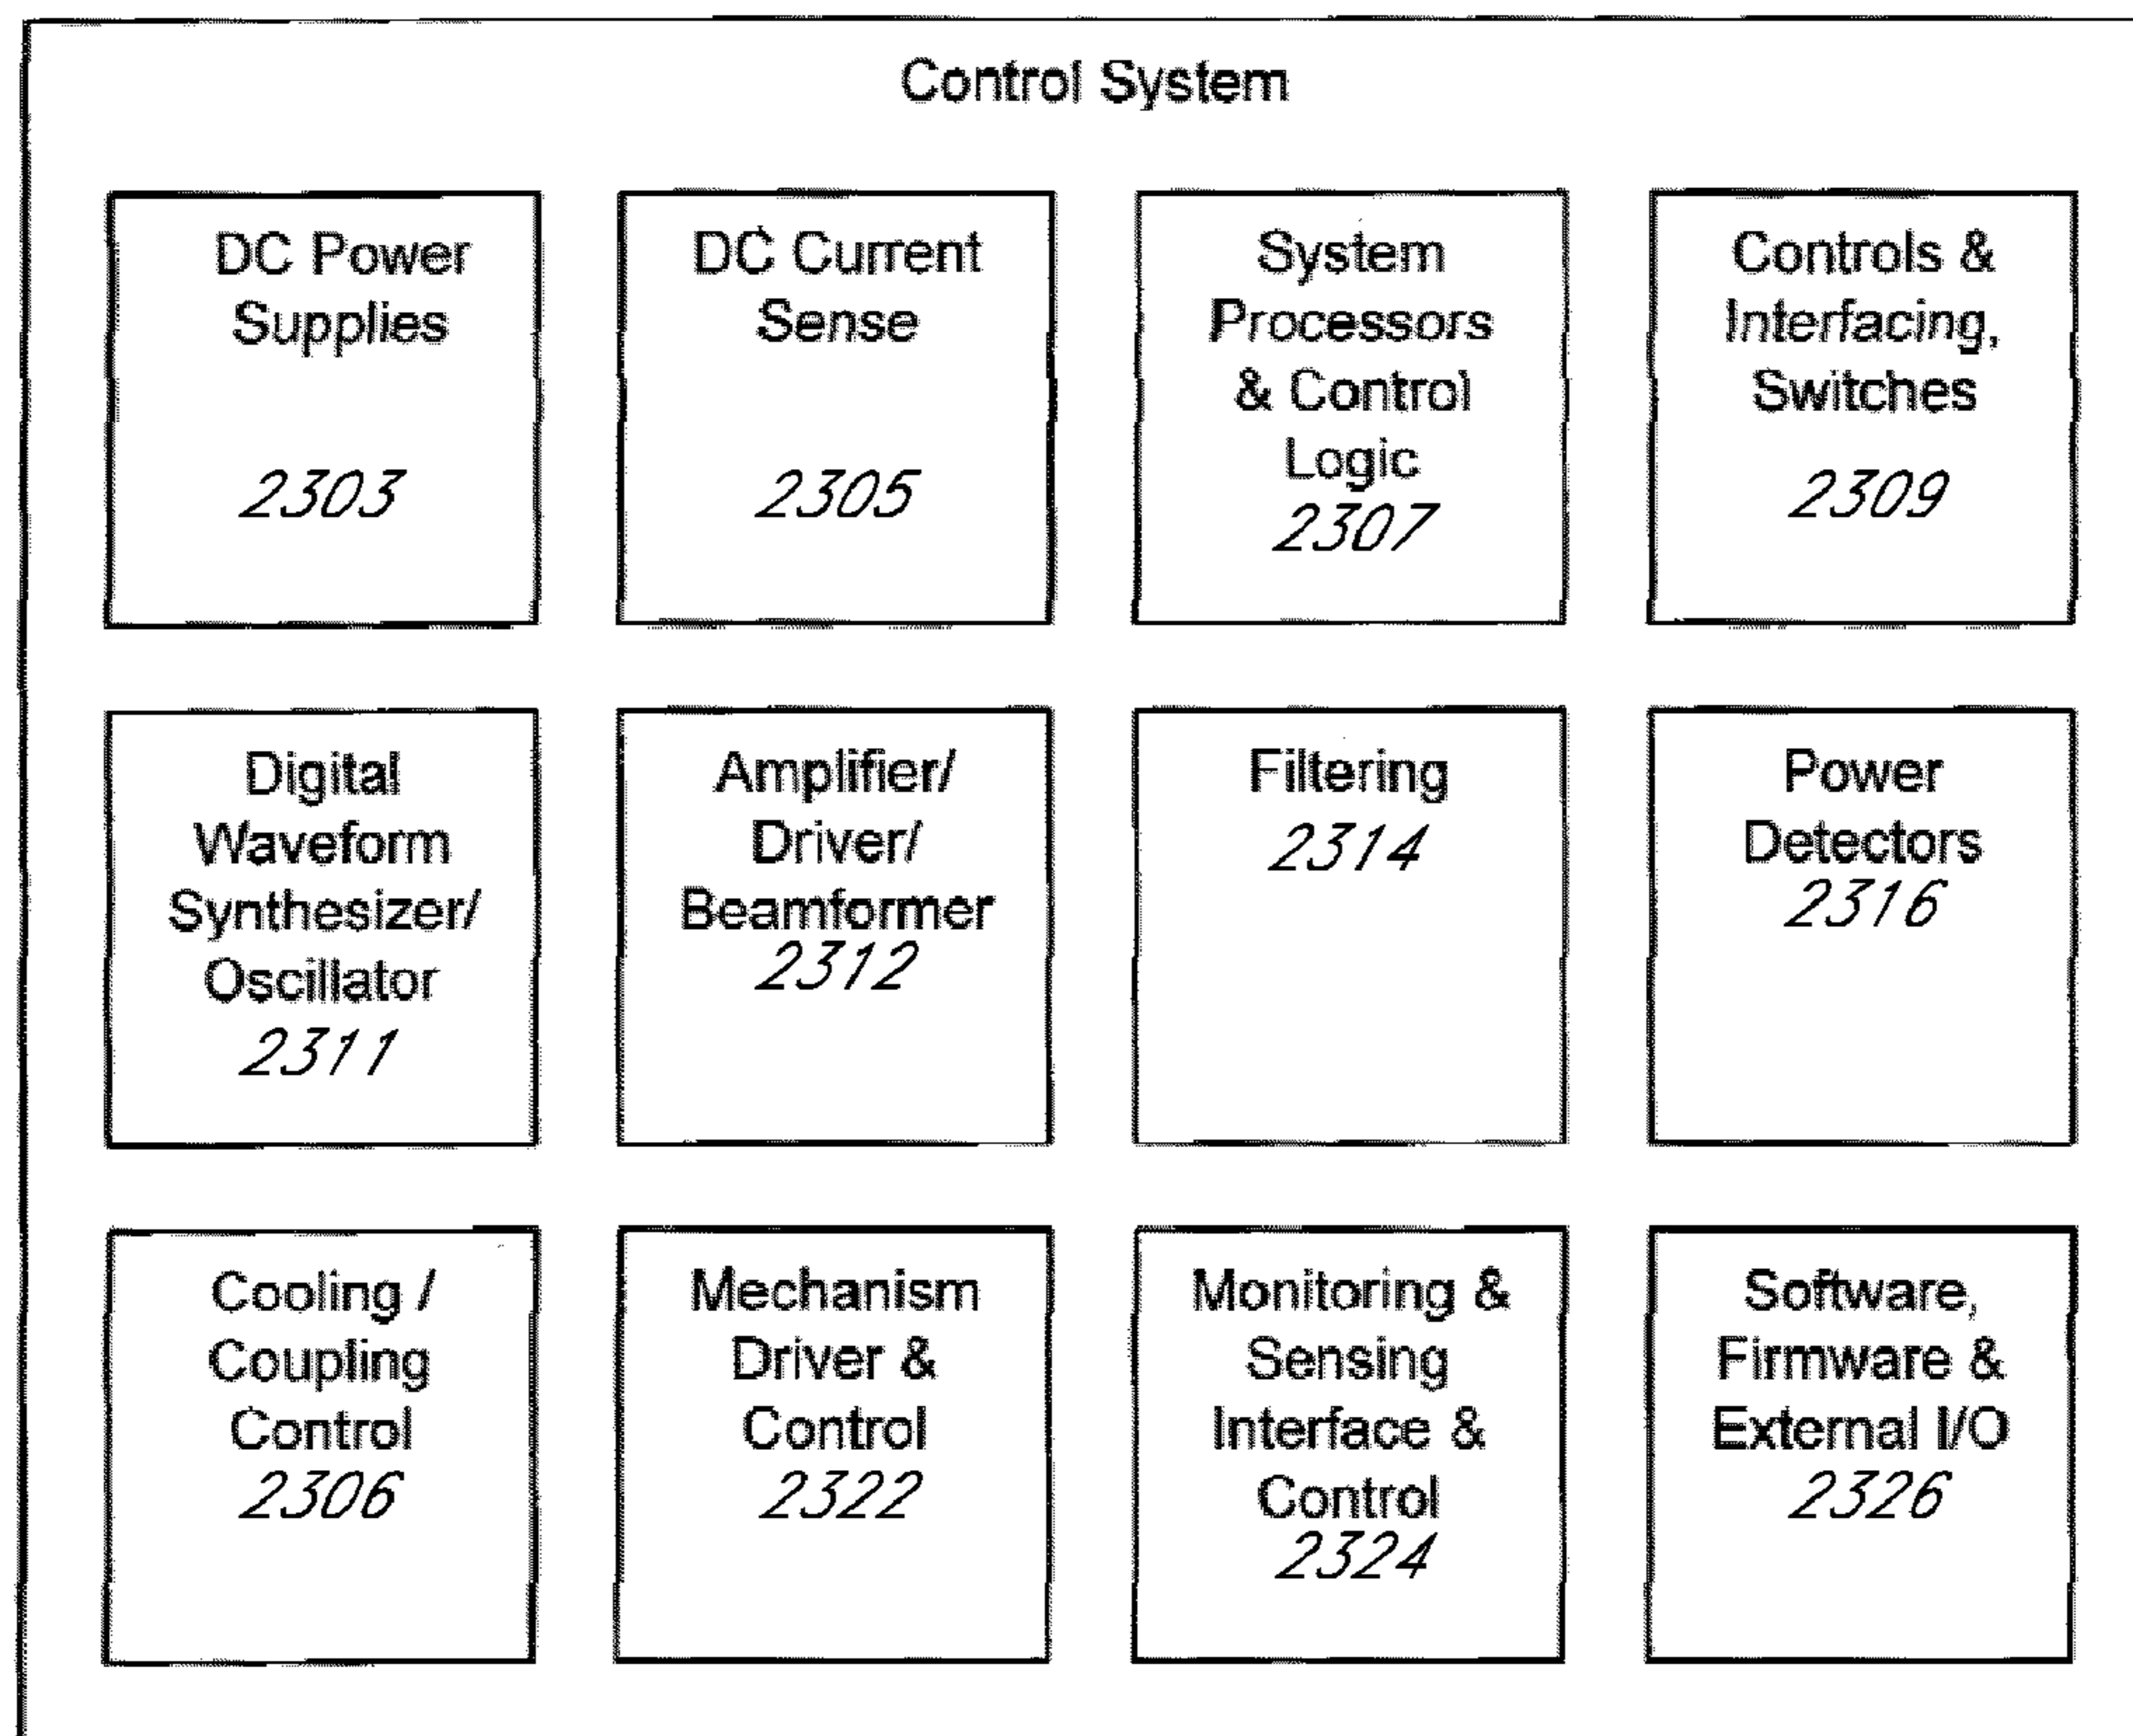 Control System
DC Power
Supplies
2303
DC Current
Sense
2305
System
Processors
& Control
Logic
2307
Controls &
Interfacing,
Switches
2309
Digital
Waveform
Synthesizer/
Oscillator
2311
Amplifier/
Driver/
Beamformer
2312
Filtering
2314
Power
Detectors
2316
Cooling /
Coupling
Control
2306
Mechanism
Driver &
Control
2322
Monitoring &
Sensing
Interface &
Control
2324
Software,
Firmware &
External I/O
2326